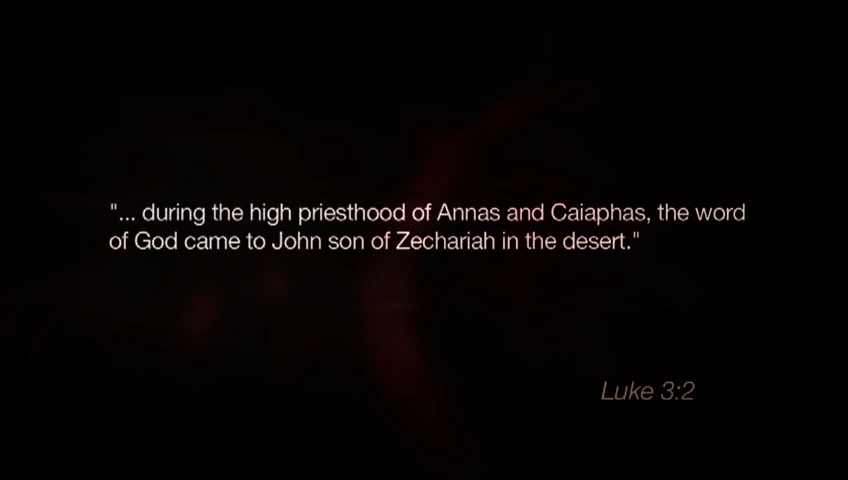 "... during the high priesthood of Annas and Caiaphas, the word
of God came to John son of Zechariah in the desert."
Luke 3:2